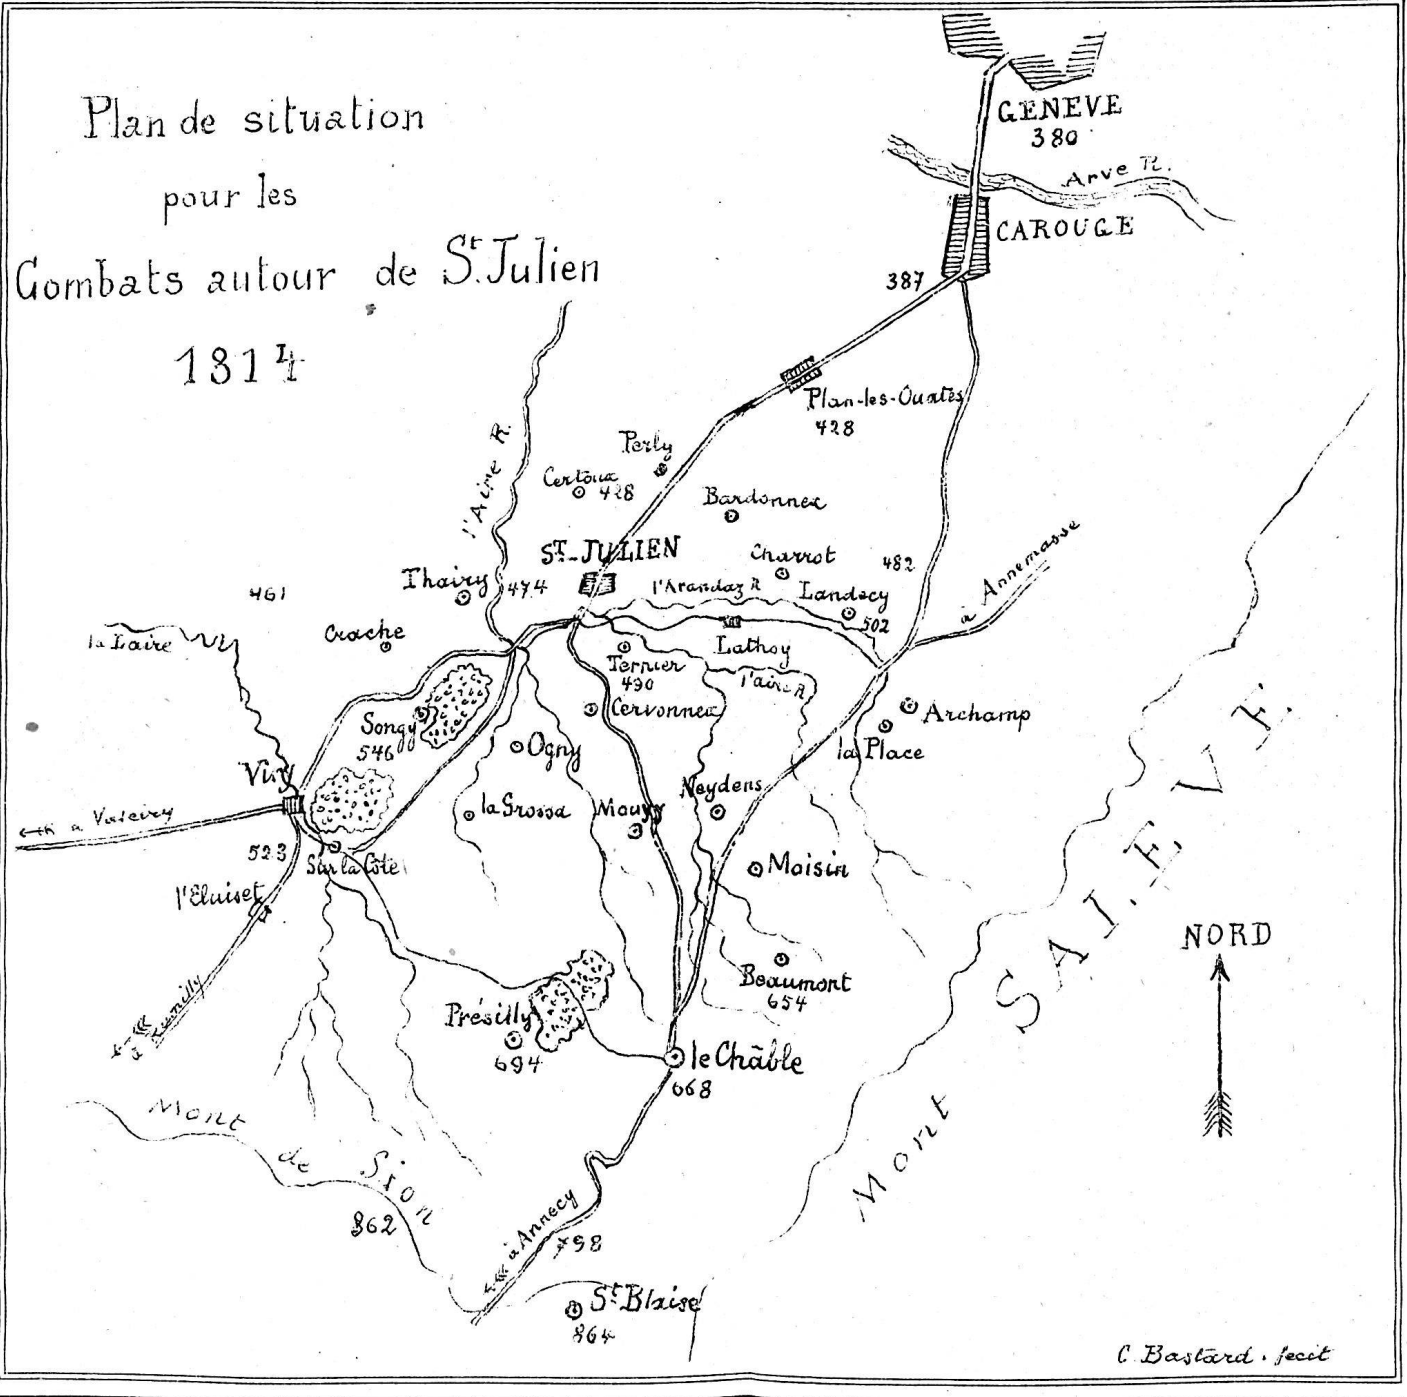 Plan de situation
pour les
Combats autour de St. Julien
1814
GENEVE
380
Arve R.
CAROUGE
387
Plan-les-Ouates
428
l'Aire R.
Perly
Certoux
428
Bardonnex
ST. JULIEN
Charrot
482
à Annemasse
Thairy
474
l'Arandaz R
Landecy
502
461
la Laire
Crache
Lathoy
Ternier
490
l'aire R
Cervonnex
Songy
546
Ogny
Archamp
la Place
Viry
à Valeiry
la Grossa
Mouxy
Neydens
523
Sur la Côte
l'Eluiset
Moisin
à Rumilly
Beaumont
654
Présilly
694
le Châble
668
NORD
Mont SALEVE
Mont de Sion
862
à Annecy
798
St. Blaise
864
C. Bastard. fecit